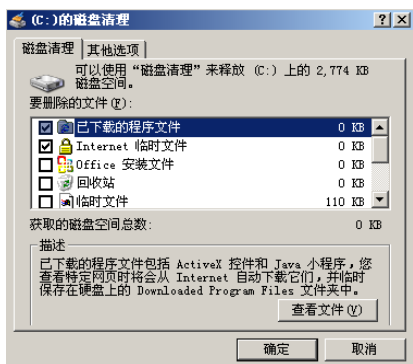 (C:)的磁盘清理
磁盘清理 其他选项
可以使用“磁盘清理”来释放 (C:) 上的 2,774 KB
磁盘空间。
要删除的文件(F):
已下载的程序文件 0 KB
Internet 临时文件 0 KB
Office 安装文件 0 KB
回收站 0 KB
临时文件 110 KB
获取的磁盘空间总数: 0 KB
描述
已下载的程序文件包括 ActiveX 控件和 Java 小程序，您
查看特定网页时将会从 Internet 自动下载它们，并临时
保存在硬盘上的 Downloaded Program Files 文件夹中。
查看文件(V)
确定 取消